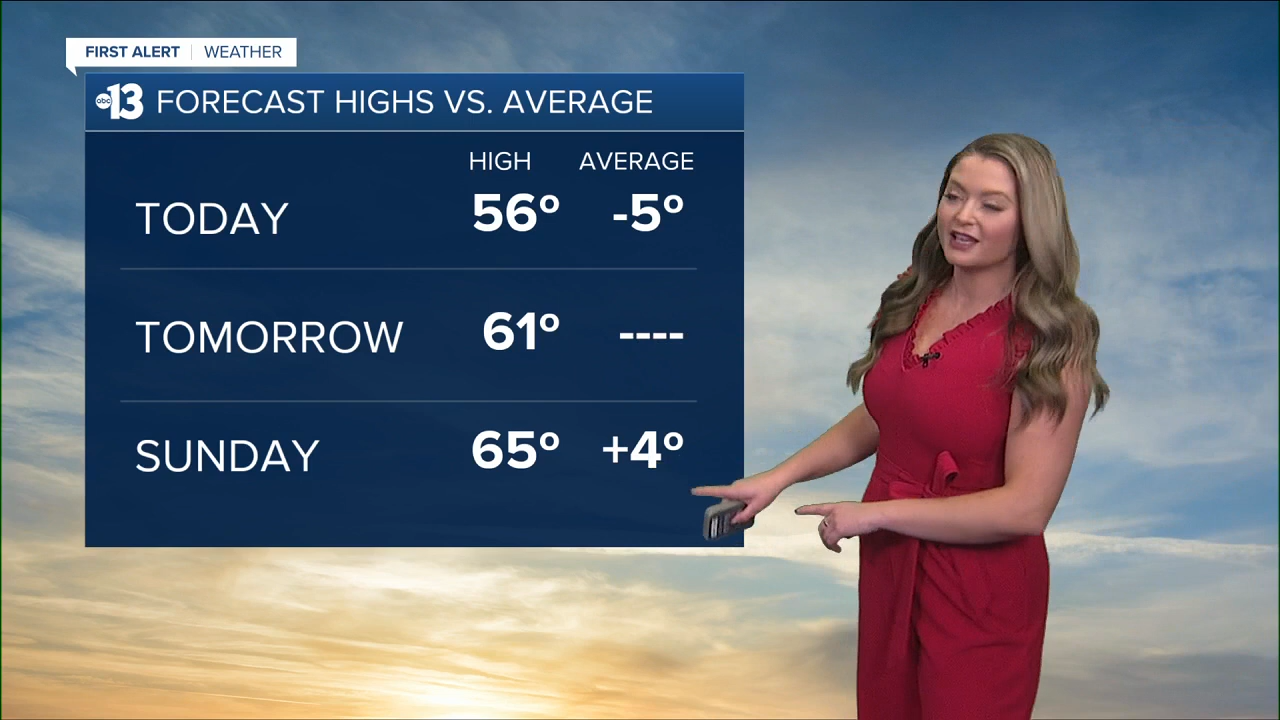 FIRST ALERT WEATHER
abc 13 FORECAST HIGHS VS. AVERAGE
HIGH AVERAGE
TODAY 56° -5°
TOMORROW 61° ----
SUNDAY 65° +4°